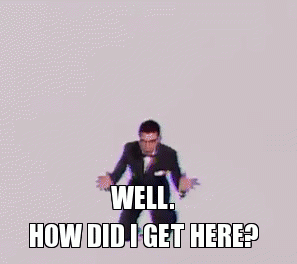 WELL.
HOW DID I GET HERE?